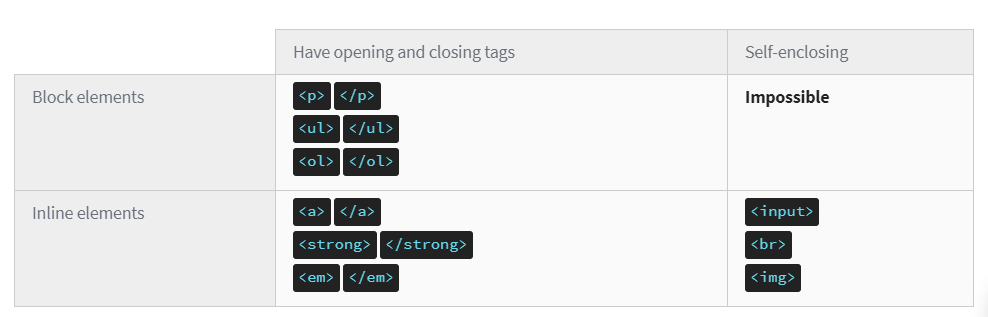 Have opening and closing tags Self-enclosing
Block elements <p> </p> Impossible
<ul> </ul>
<ol> </ol>
Inline elements <a> </a> <input>
<strong> </strong> <br>
<em> </em> <img>